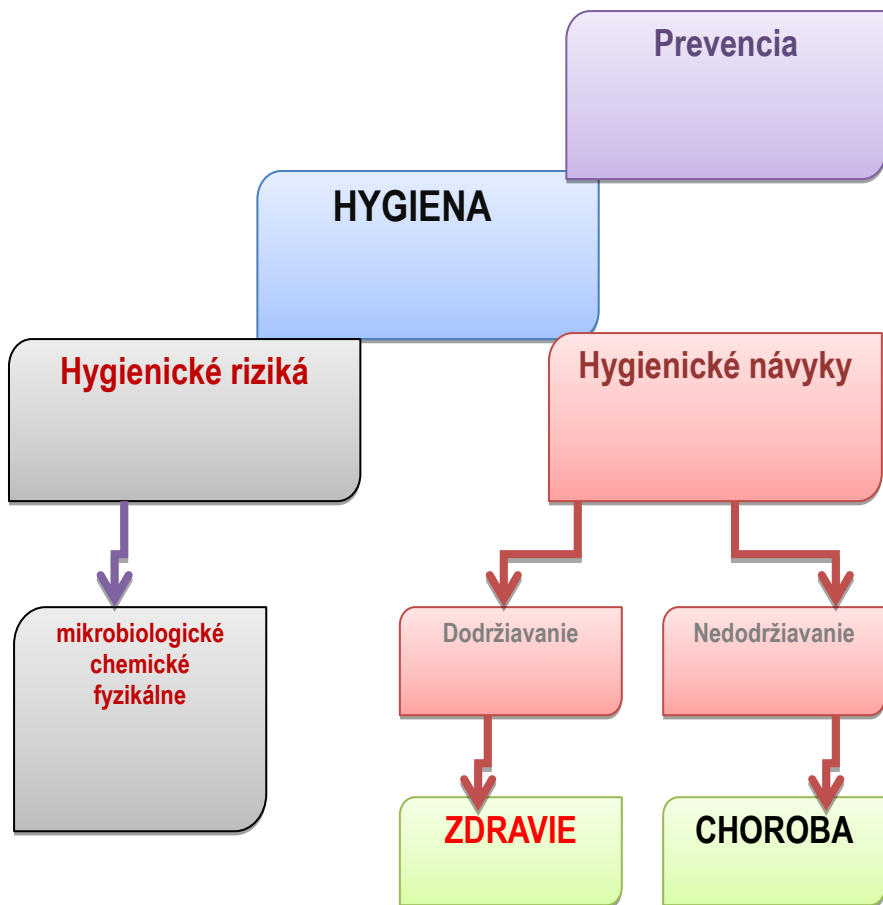 Prevencia
HYGIENA
Hygienické riziká
Hygienické návyky
mikrobiologické
chemické
fyzikálne
Dodržiavanie
Nedodržiavanie
ZDRAVIE
CHOROBA